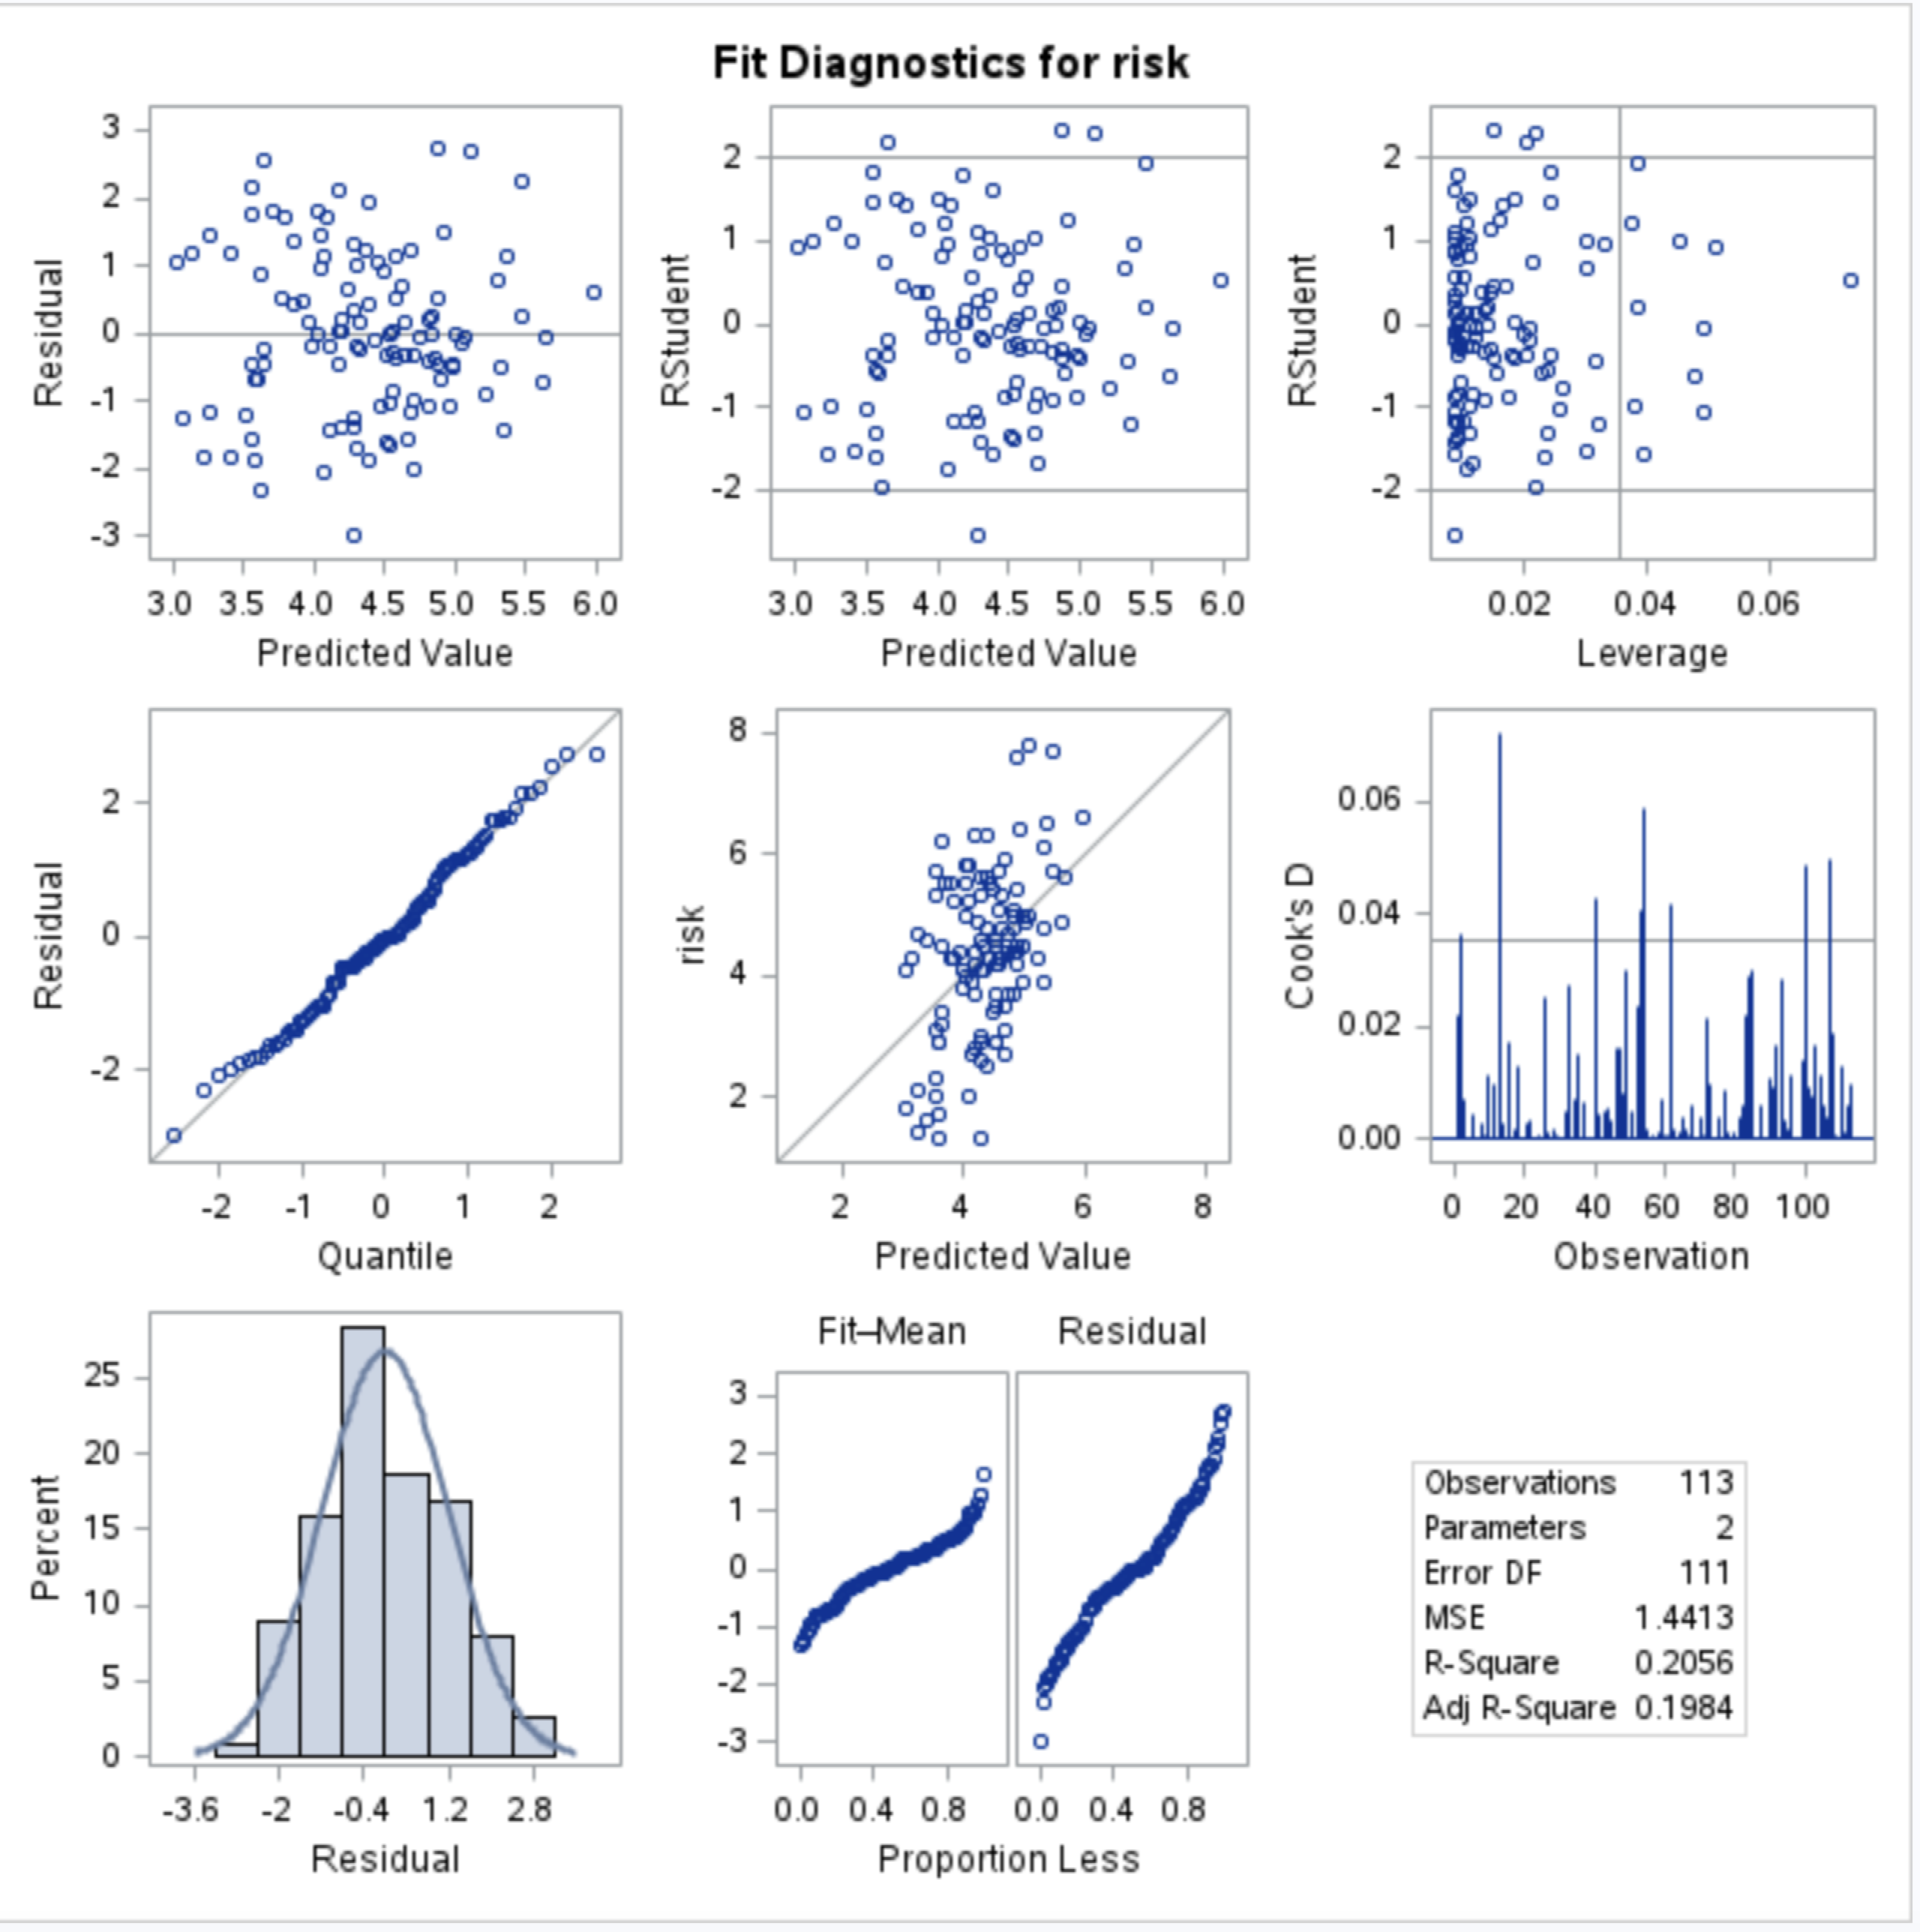 Fit Diagnostics for risk
3
2
1
0
-1
-2
-3
Residual
3.0 3.5 4.0 4.5 5.0 5.5 6.0
Predicted Value
2
1
0
-1
-2
RStudent
3.0 3.5 4.0 4.5 5.0 5.5 6.0
Predicted Value
2
1
0
-1
-2
RStudent
0.02 0.04 0.06
Leverage
2
0
-2
Residual
-2 -1 0 1 2
Quantile
8
6
4
2
risk
2 4 6 8
Predicted Value
0.06
0.04
0.02
0.00
Cook's D
0 20 40 60 80 100
Observation
25
20
15
10
5
0
Percent
-3.6 -2 -0.4 1.2 2.8
Residual
Fit–Mean Residual
3
2
1
0
-1
-2
-3
0.0 0.4 0.8 0.0 0.4 0.8
Proportion Less
Observations 113
Parameters 2
Error DF 111
MSE 1.4413
R-Square 0.2056
Adj R-Square 0.1984